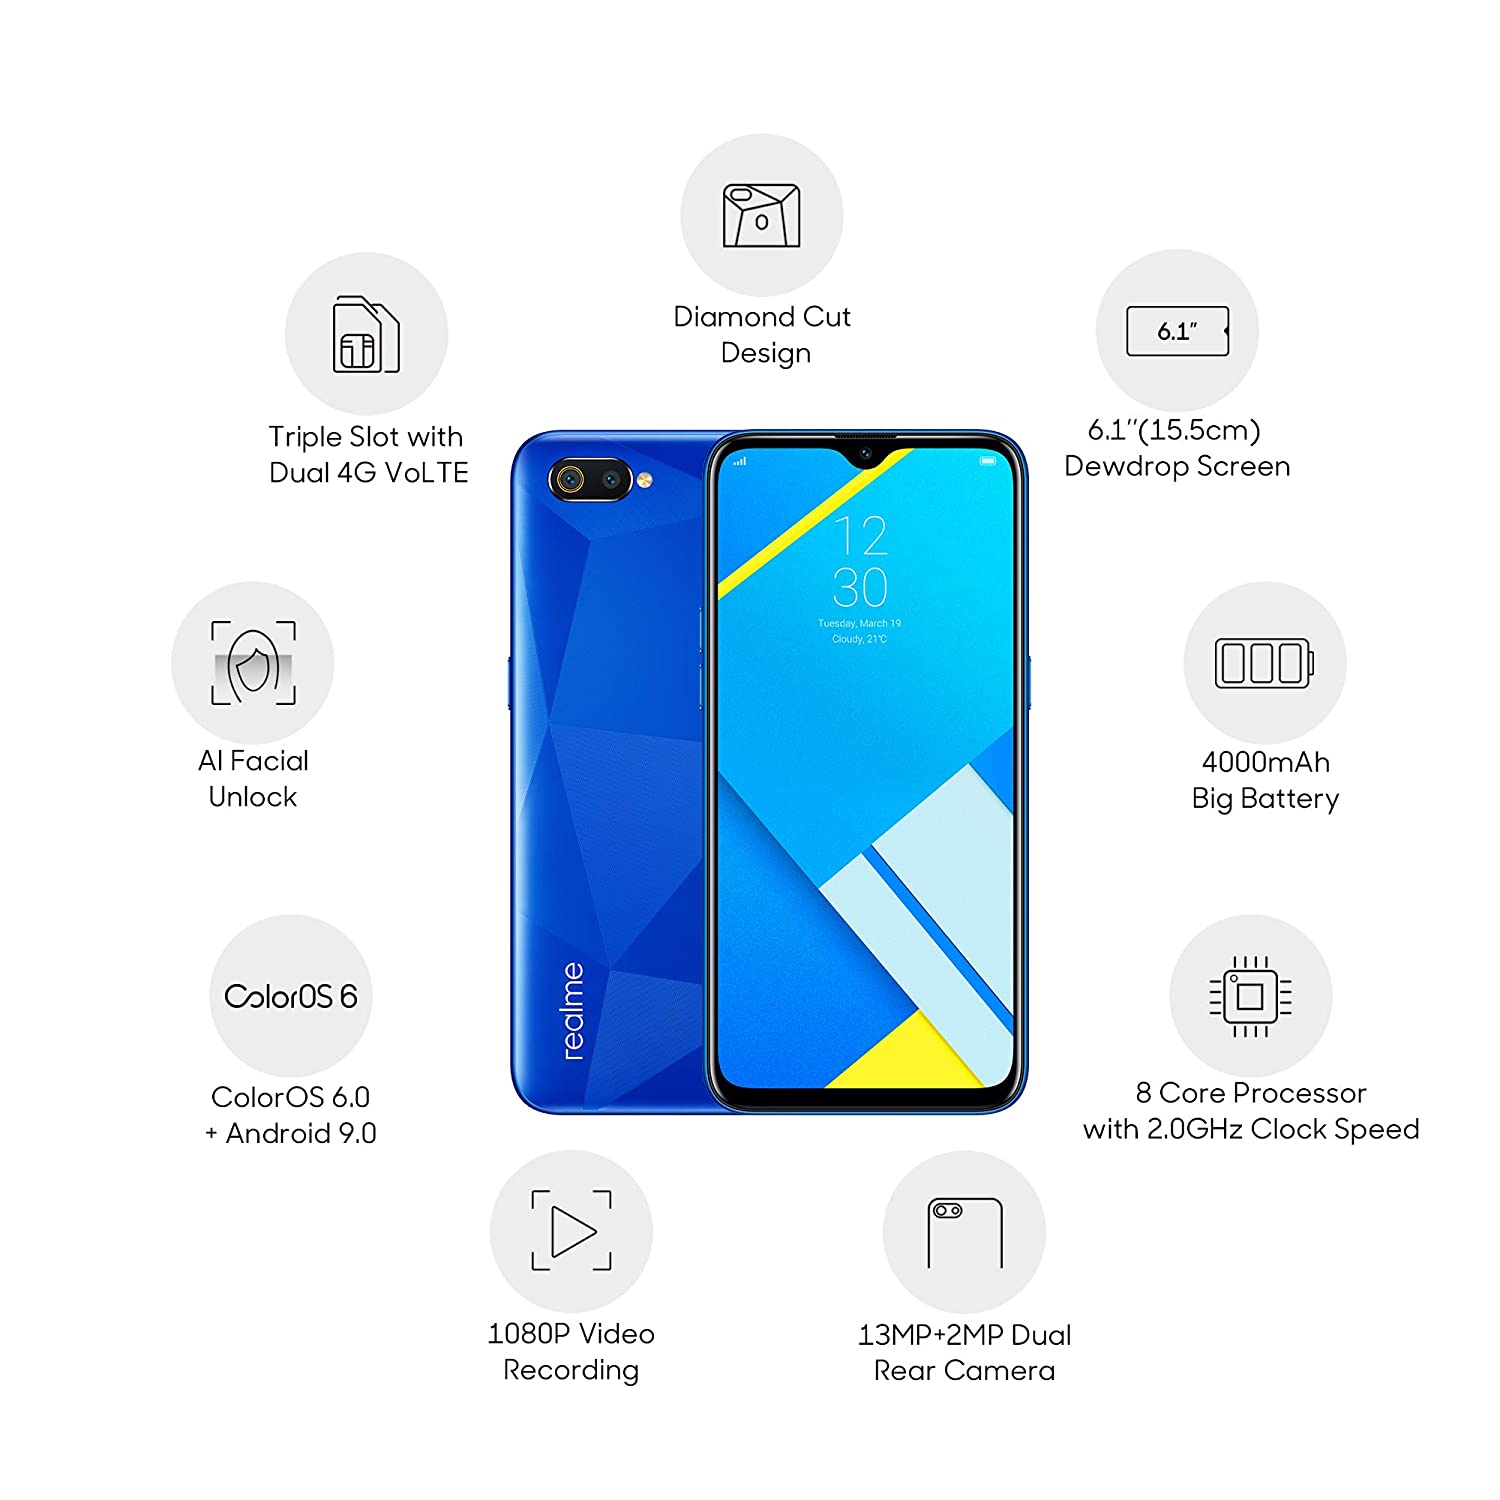 Diamond Cut
Design
6.1"
6.1"(15.5cm)
Dewdrop Screen
Triple Slot with
Dual 4G VoLTE
12
30
Tuesday, March 19
Cloudy, 21℃
AI Facial
Unlock
4000mAh
Big Battery
realme
ColorOS 6
ColorOS 6.0
+ Android 9.0
8 Core Processor
with 2.0GHz Clock Speed
1080P Video
Recording
13MP+2MP Dual
Rear Camera